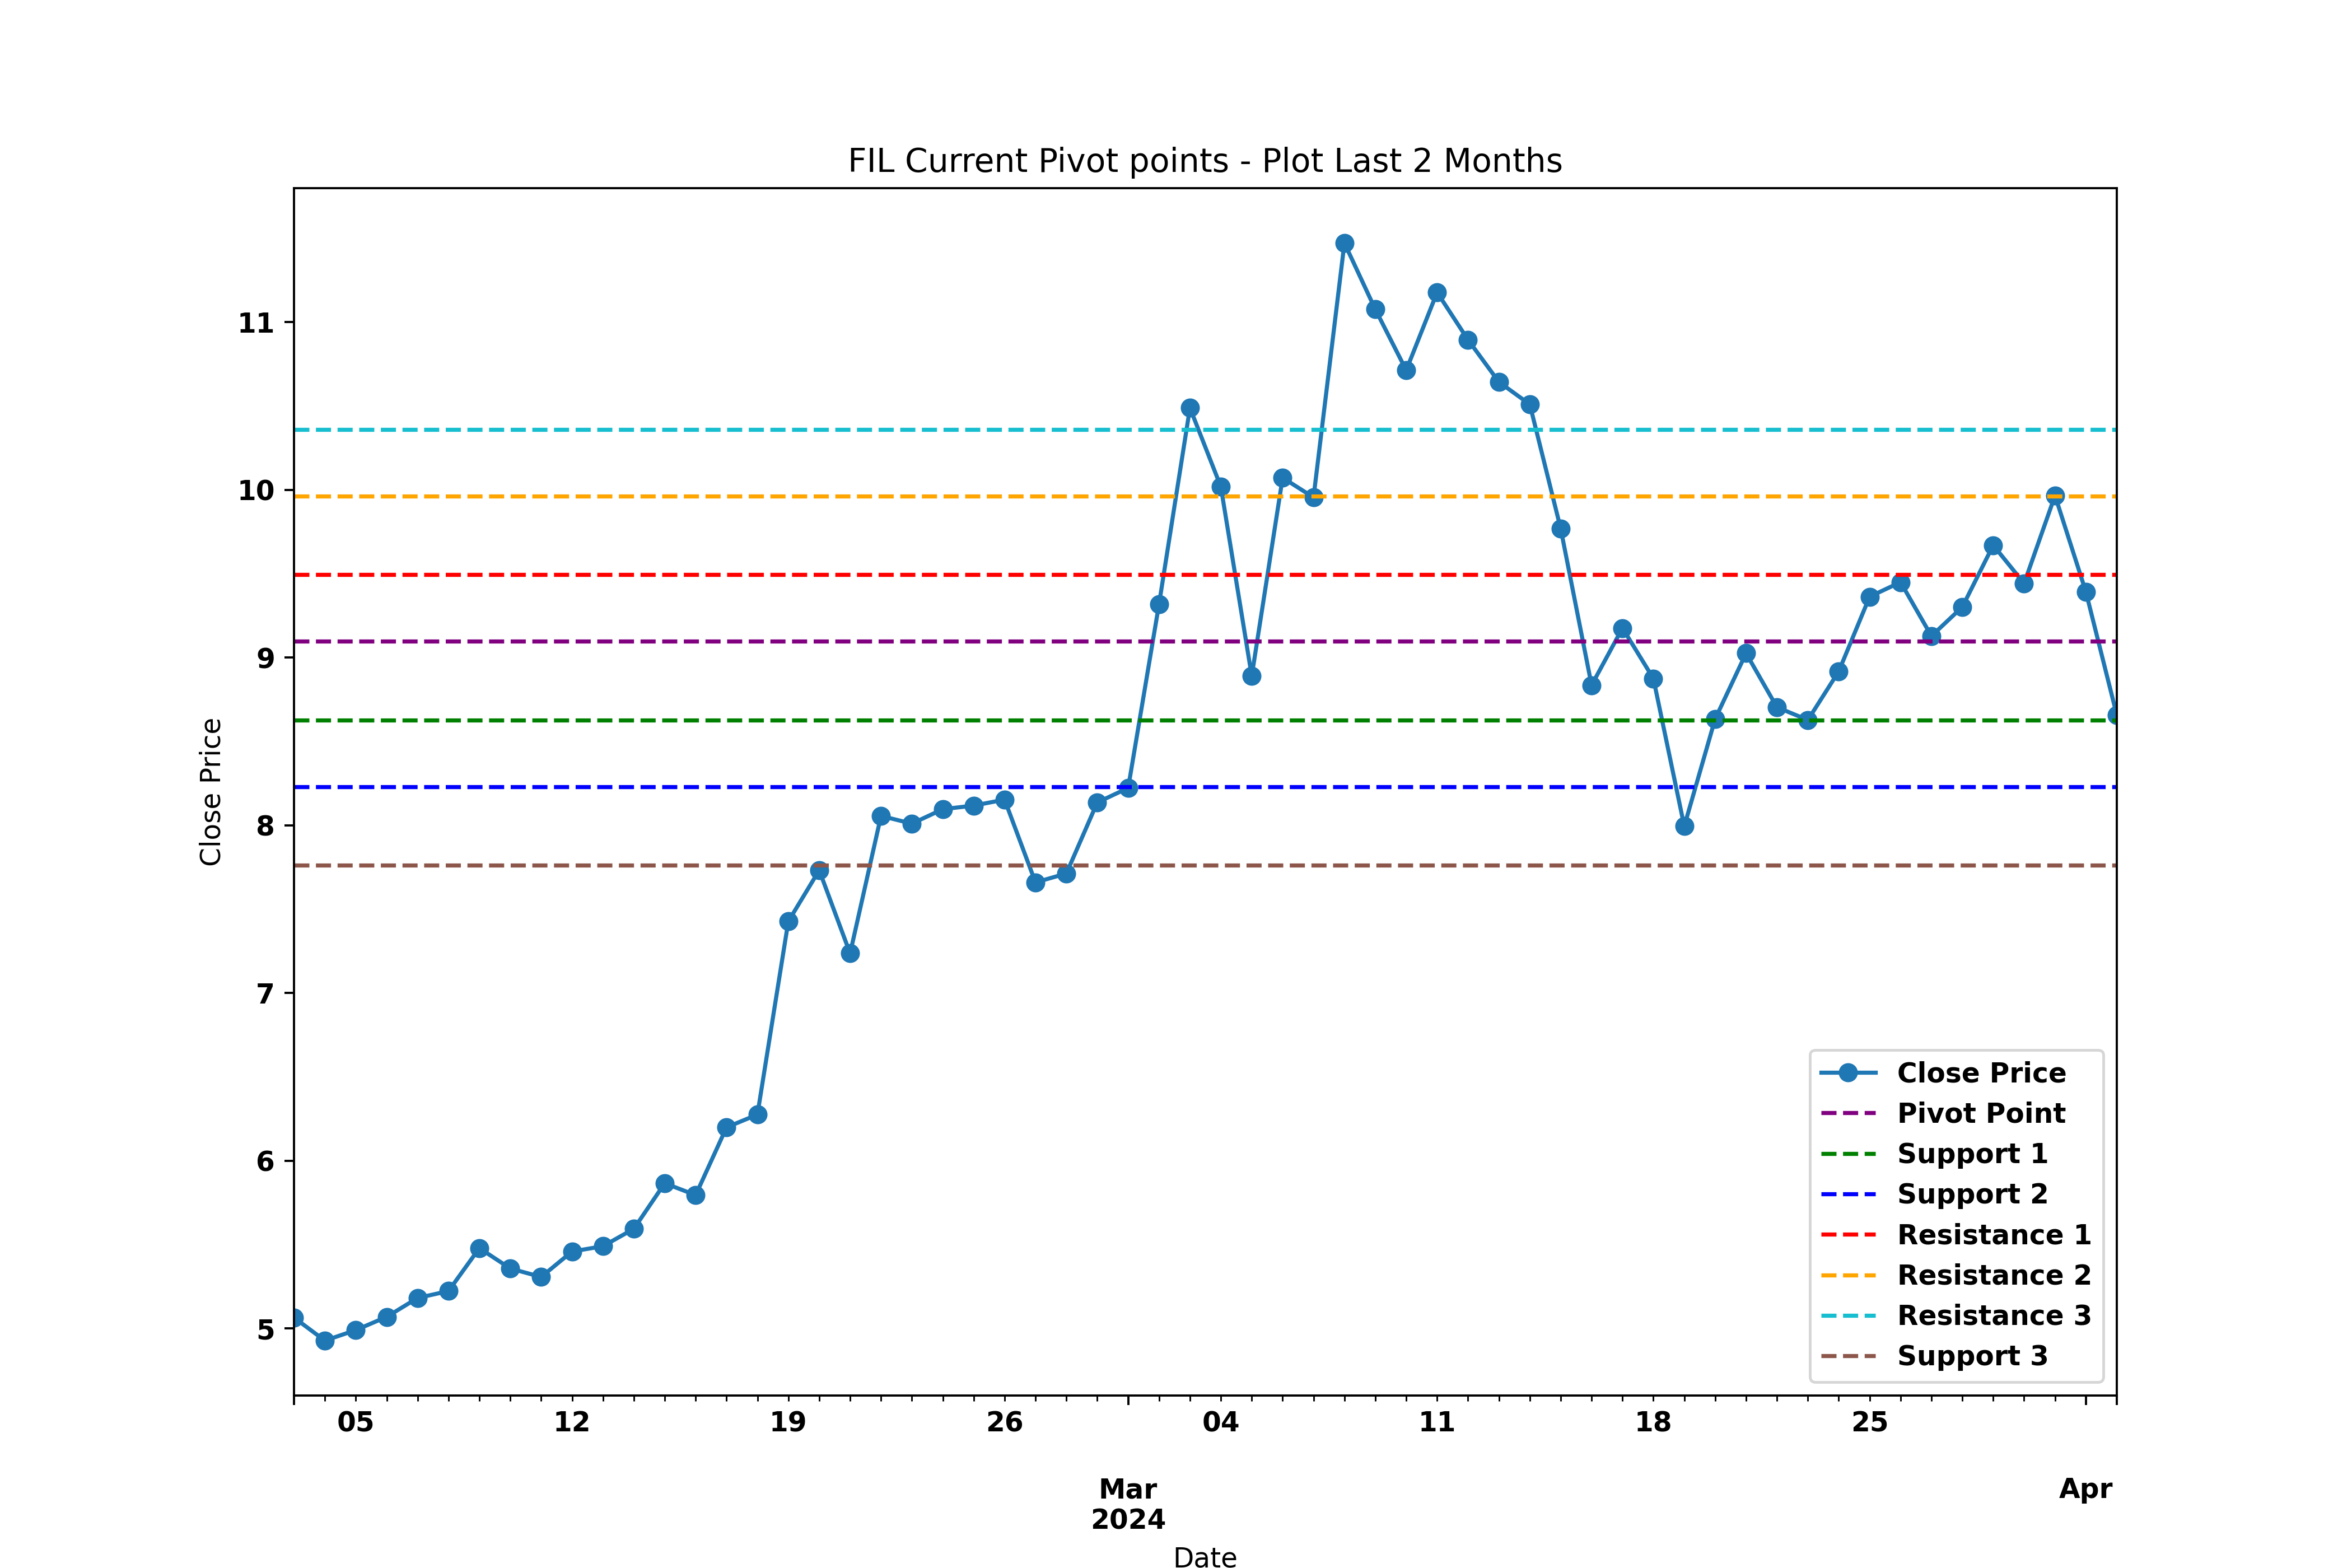 FIL Current Pivot points - Plot Last 2 Months
Close Price
11
10
9
8
7
6
5
05
12
19
26
04
11
18
25
Mar
2024
Apr
Date
Close Price
Pivot Point
Support 1
Support 2
Resistance 1
Resistance 2
Resistance 3
Support 3